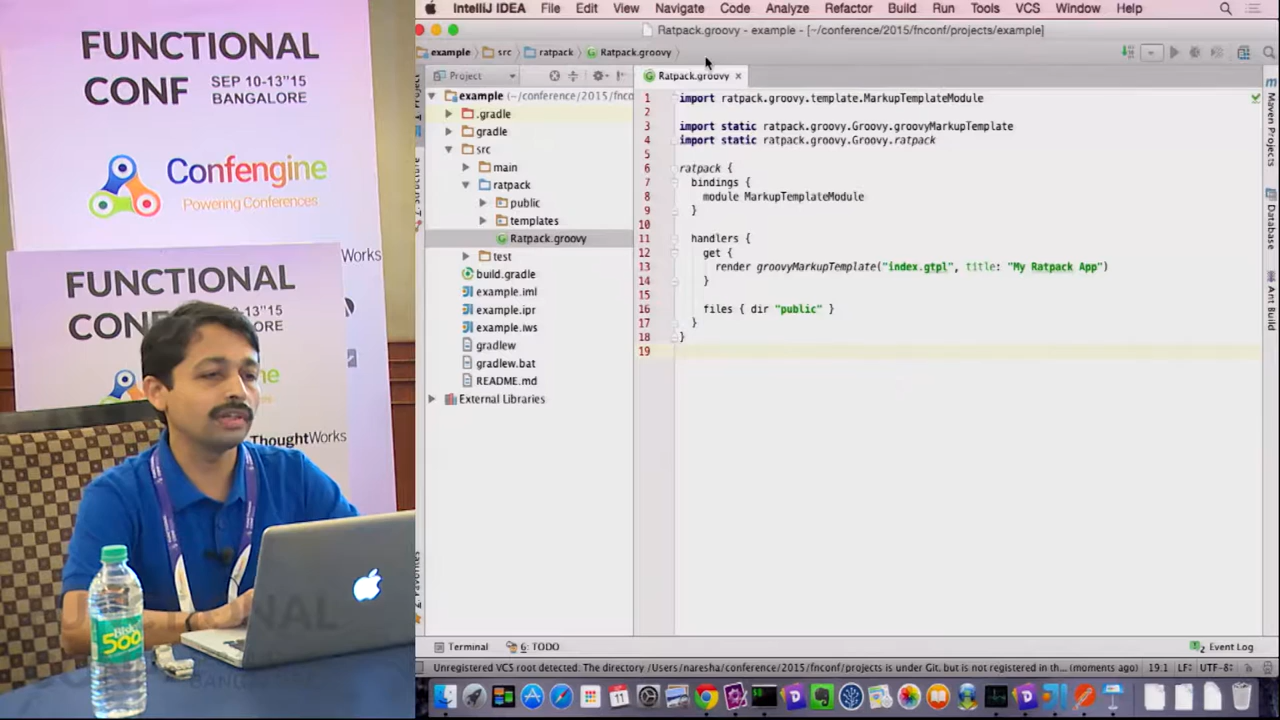 FUNCTIONAL
CONF SEP 10-13"15
BANGALORE
Confengine
Powering Conferences
Works
FUNCTIONAL
13"15
ORE
ThoughtWorks
500
IntelliJ IDEA File Edit View Navigate Code Analyze Refactor Build Run Tools VCS Window Help
Ratpack.groovy - example - [~/conference/2015/fnconf/projects/example]
example src ratpack Ratpack.groovy
Project
Ratpack.groovy
example (~/conference/2015/fnconf
.gradle
gradle
src
main
ratpack
public
templates
Ratpack.groovy
test
build.gradle
example.iml
example.ipr
example.iws
gradlew
gradlew.bat
README.md
External Libraries
1 import ratpack.groovy.template.MarkupTemplateModule
2
3 import static ratpack.groovy.Groovy.groovyMarkupTemplate
4 import static ratpack.groovy.Groovy.ratpack
5
6 ratpack {
7 bindings {
8 module MarkupTemplateModule
9 }
10
11 handlers {
12 get {
13 render groovyMarkupTemplate("index.gtpl", title: "My Ratpack App")
14 }
15
16 files { dir "public" }
17 }
18 }
19
Maven Projects
Database
Ant Build
Terminal 6: TODO Event Log
Unregistered VCS root detected. The directory /Users/naresha/conference/2015/fnconf/projects is under Git, but is not registered in th... (moments ago) 19:1 LF: UTF-8: